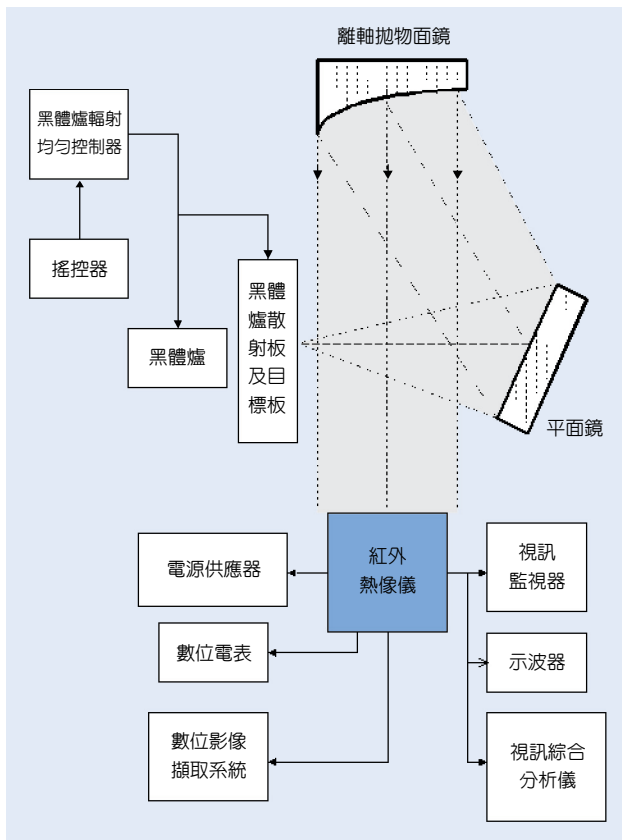 離軸拋物面鏡
黑體爐輻射
均勻控制器
搖控器
黑體爐
黑體
爐散
射板
及目
標板
平面鏡
紅外
熱像儀
電源供應器
數位電表
數位影像
擷取系統
視訊
監視器
示波器
視訊綜合
分析儀